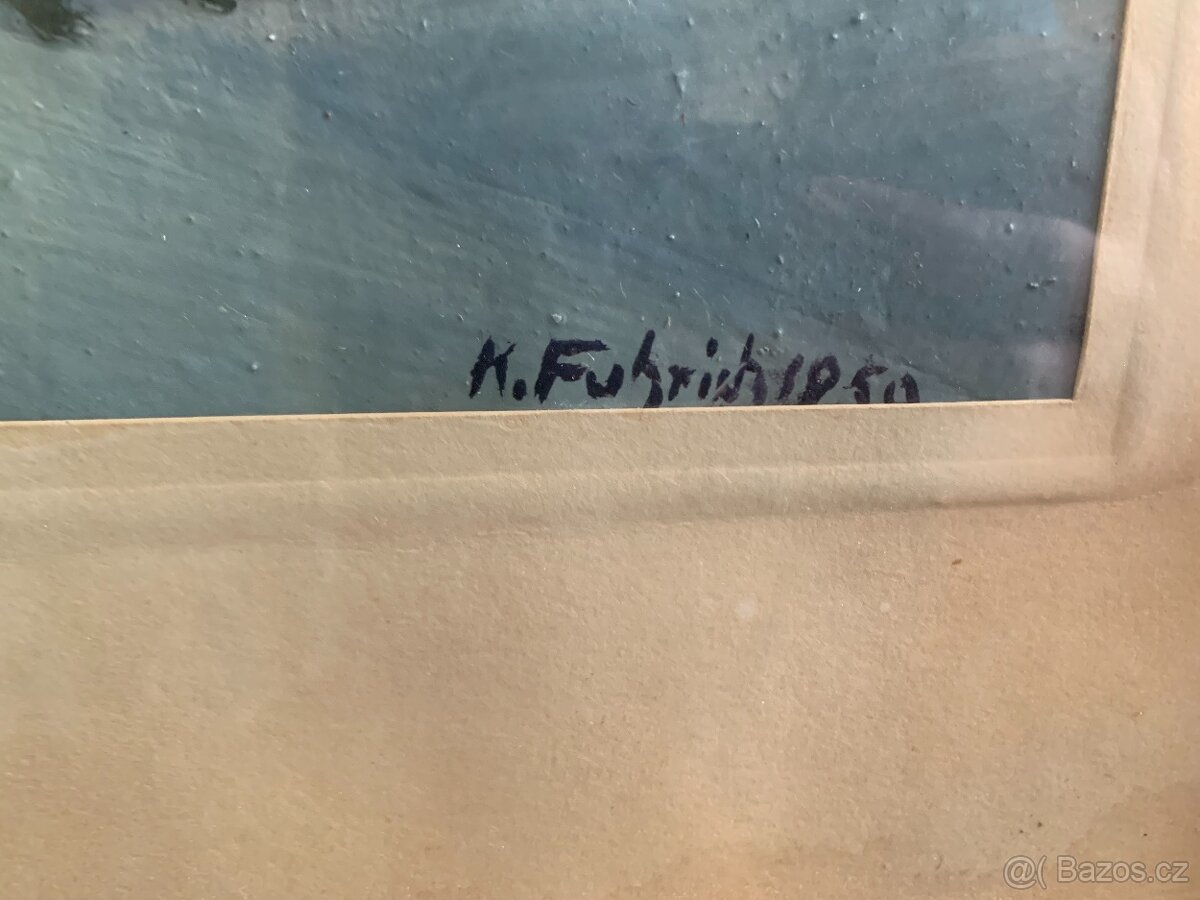 K. Fuhrich 1950
@( Bazos.cz